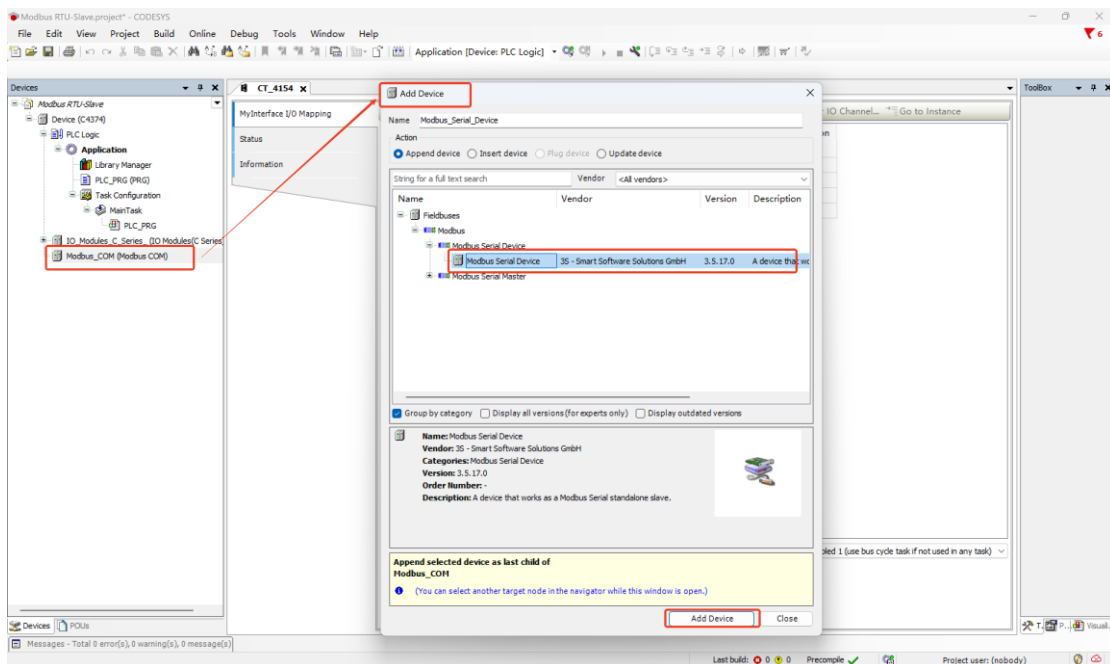 Modbus RTU-Slave.project* - CODESYS
File Edit View Project Build Online Debug Tools Window Help
6
Application [Device: PLC Logic]
Devices
Modbus RTU-Slave
Device (C4374)
PLC Logic
Application
Library Manager
PLC_PRG (PRG)
Task Configuration
MainTask
PLC_PRG
IO_Modules_C_Series_ (IO Modules(C Series
Modbus_COM (Modbus COM)
Devices POUs
CT_4154
MyInterface I/O Mapping
Status
Information
Add Device
Name Modbus_Serial_Device
Action
Append device Insert device Plug device Update device
String for a full text search Vendor <All vendors>
Name Vendor Version Description
Fieldbuses
Modbus
Modbus Serial Device
Modbus Serial Device 3S - Smart Software Solutions GmbH 3.5.17.0 A device that wo
Modbus Serial Master
Group by category Display all versions (for experts only) Display outdated versions
Name: Modbus Serial Device
Vendor: 3S - Smart Software Solutions GmbH
Categories: Modbus Serial Device
Version: 3.5.17.0
Order Number: -
Description: A device that works as a Modbus Serial standalone slave.
Append selected device as last child of
Modbus_COM
(You can select another target node in the navigator while this window is open.)
Add Device Close
IO Channel... Go to Instance
on
bled 1 (use bus cycle task if not used in any task)
ToolBox
T. P... Visuali.
Messages - Total 0 error(s), 0 warning(s), 0 message(s)
Last build: 0 0 Precompile Project user: (nobody)